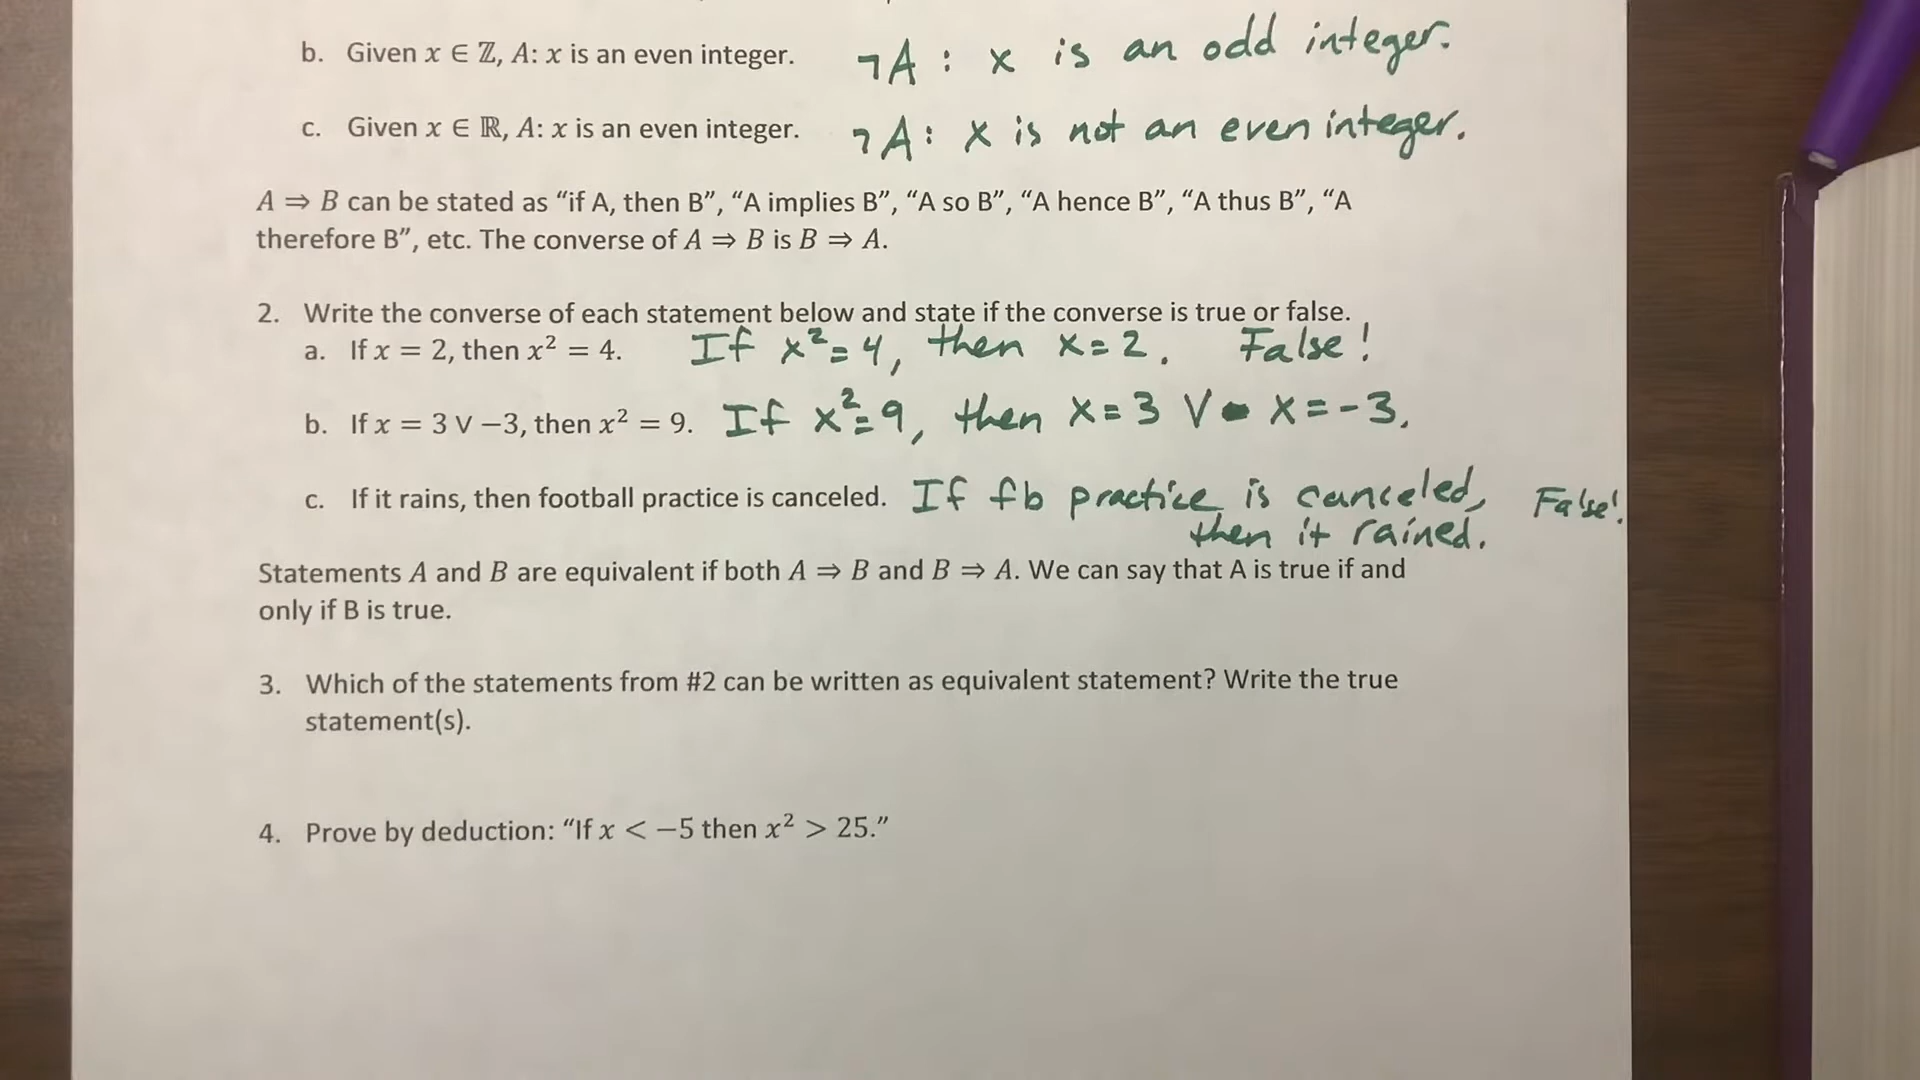 b. Given x ∈ ℤ, A: x is an even integer. ¬A : x is an odd integer.
c. Given x ∈ ℝ, A: x is an even integer. ¬A: x is not an even integer.
A ⇒ B can be stated as “if A, then B”, “A implies B”, “A so B”, “A hence B”, “A thus B”, “A
therefore B”, etc. The converse of A ⇒ B is B ⇒ A.
2. Write the converse of each statement below and state if the converse is true or false.
a. If x = 2, then x² = 4. If x²=4, then x=2. False!
b. If x = 3 ∨ −3, then x² = 9. If x²=9, then x=3 ∨ x=-3.
c. If it rains, then football practice is canceled. If fb practice is canceled, False!
then it rained.
Statements A and B are equivalent if both A ⇒ B and B ⇒ A. We can say that A is true if and
only if B is true.
3. Which of the statements from #2 can be written as equivalent statement? Write the true
statement(s).
4. Prove by deduction: “If x < −5 then x² > 25.”